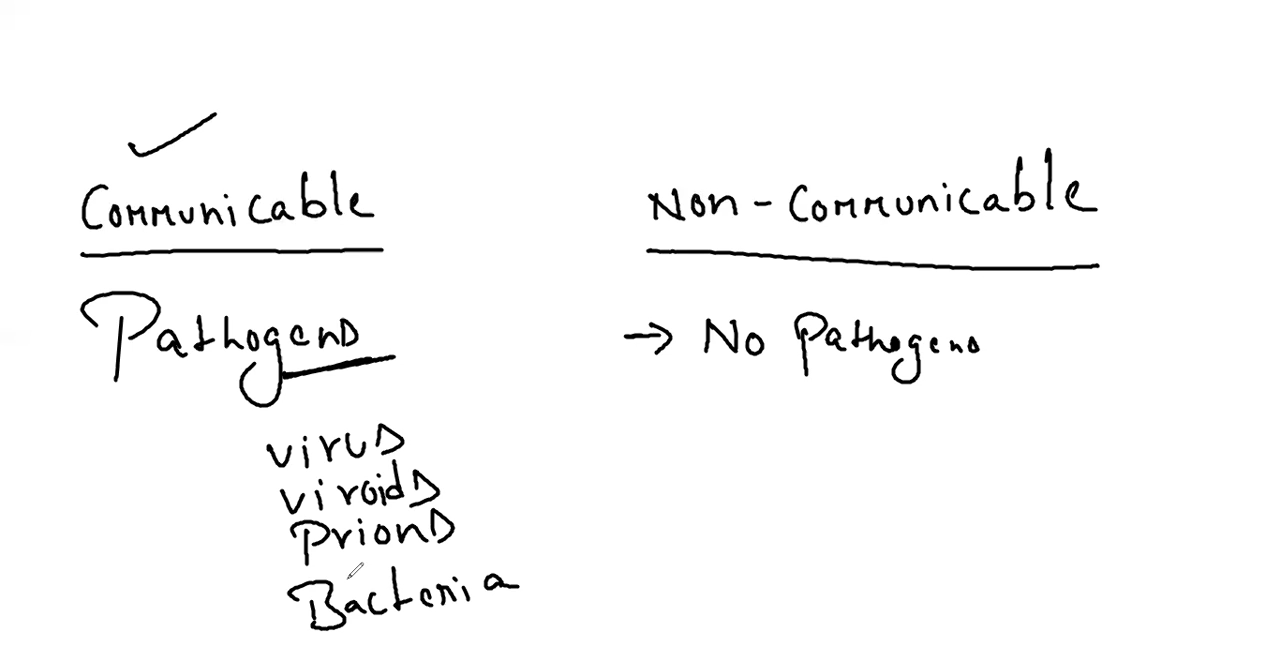 Communicable
Non-Communicable
Pathogens
→ No Pathogens
virus
viroids
Prions
Bacteria